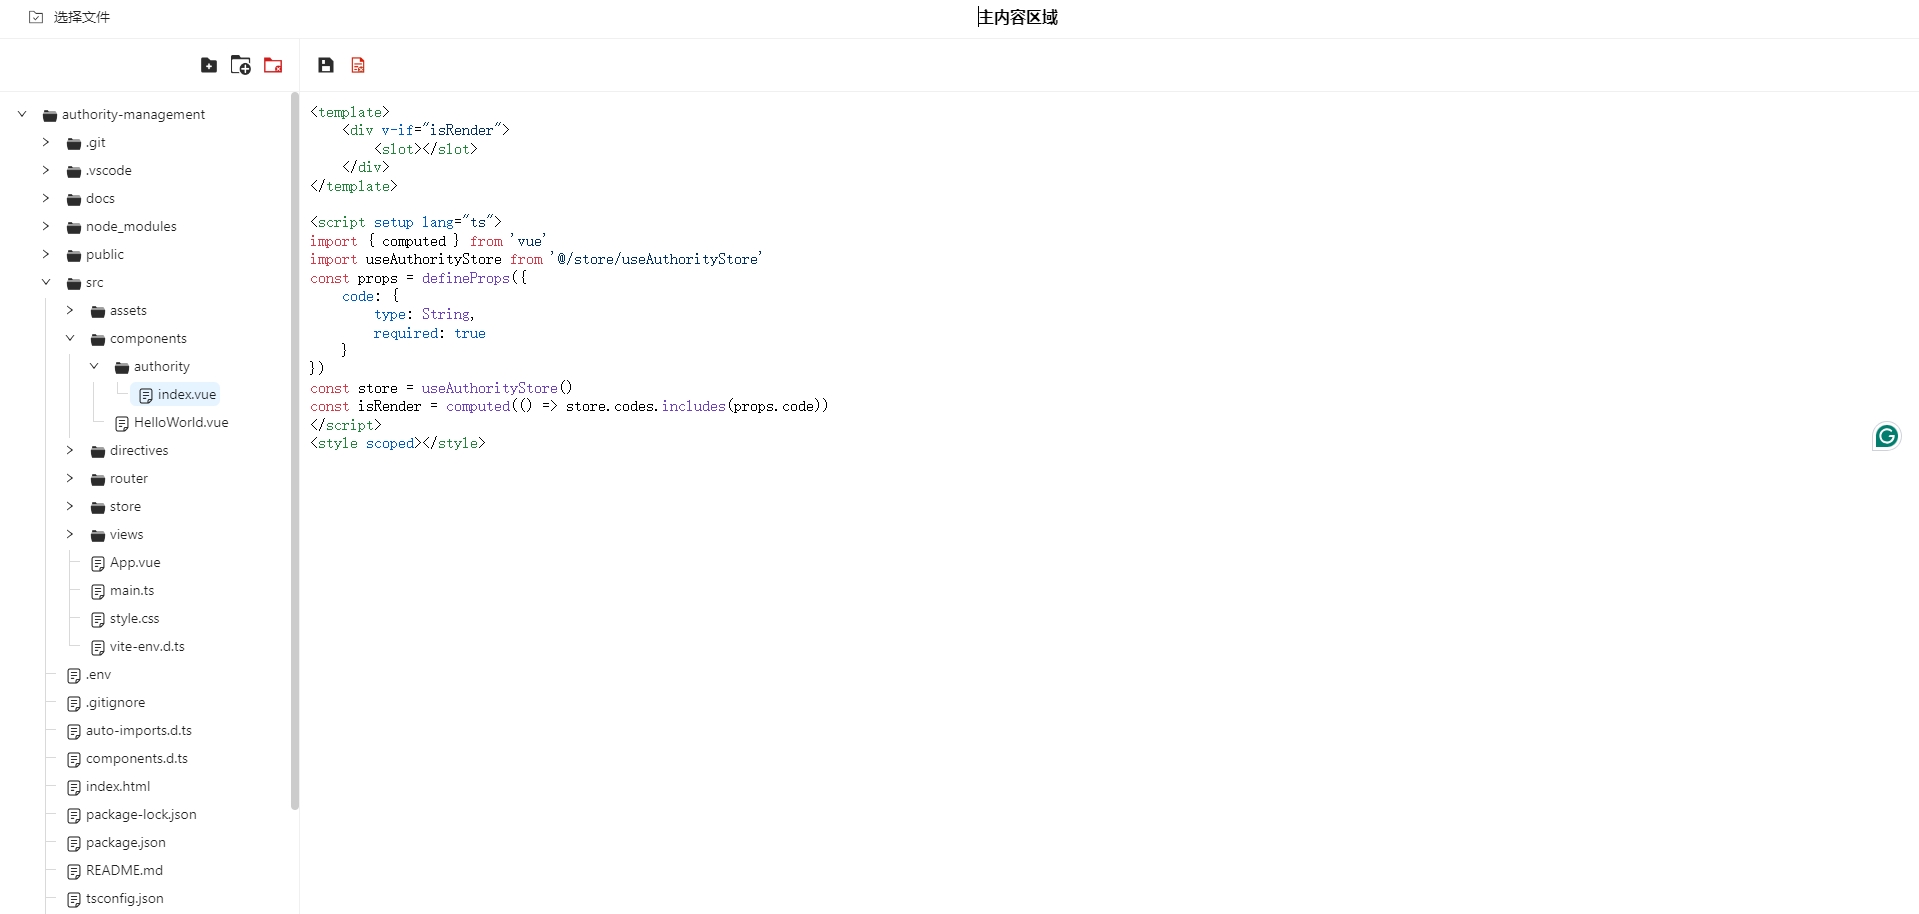 选择文件
主内容区域
authority-management
.git
.vscode
docs
node_modules
public
src
assets
components
authority
index.vue
HelloWorld.vue
directives
router
store
views
App.vue
main.ts
style.css
vite-env.d.ts
.env
.gitignore
auto-imports.d.ts
components.d.ts
index.html
package-lock.json
package.json
README.md
tsconfig.json
<template>
    <div v-if="isRender">
        <slot></slot>
    </div>
</template>

<script setup lang="ts">
import { computed } from 'vue'
import useAuthorityStore from '@/store/useAuthorityStore'
const props = defineProps({
    code: {
        type: String,
        required: true
    }
})
const store = useAuthorityStore()
const isRender = computed(() => store.codes.includes(props.code))
</script>
<style scoped></style>